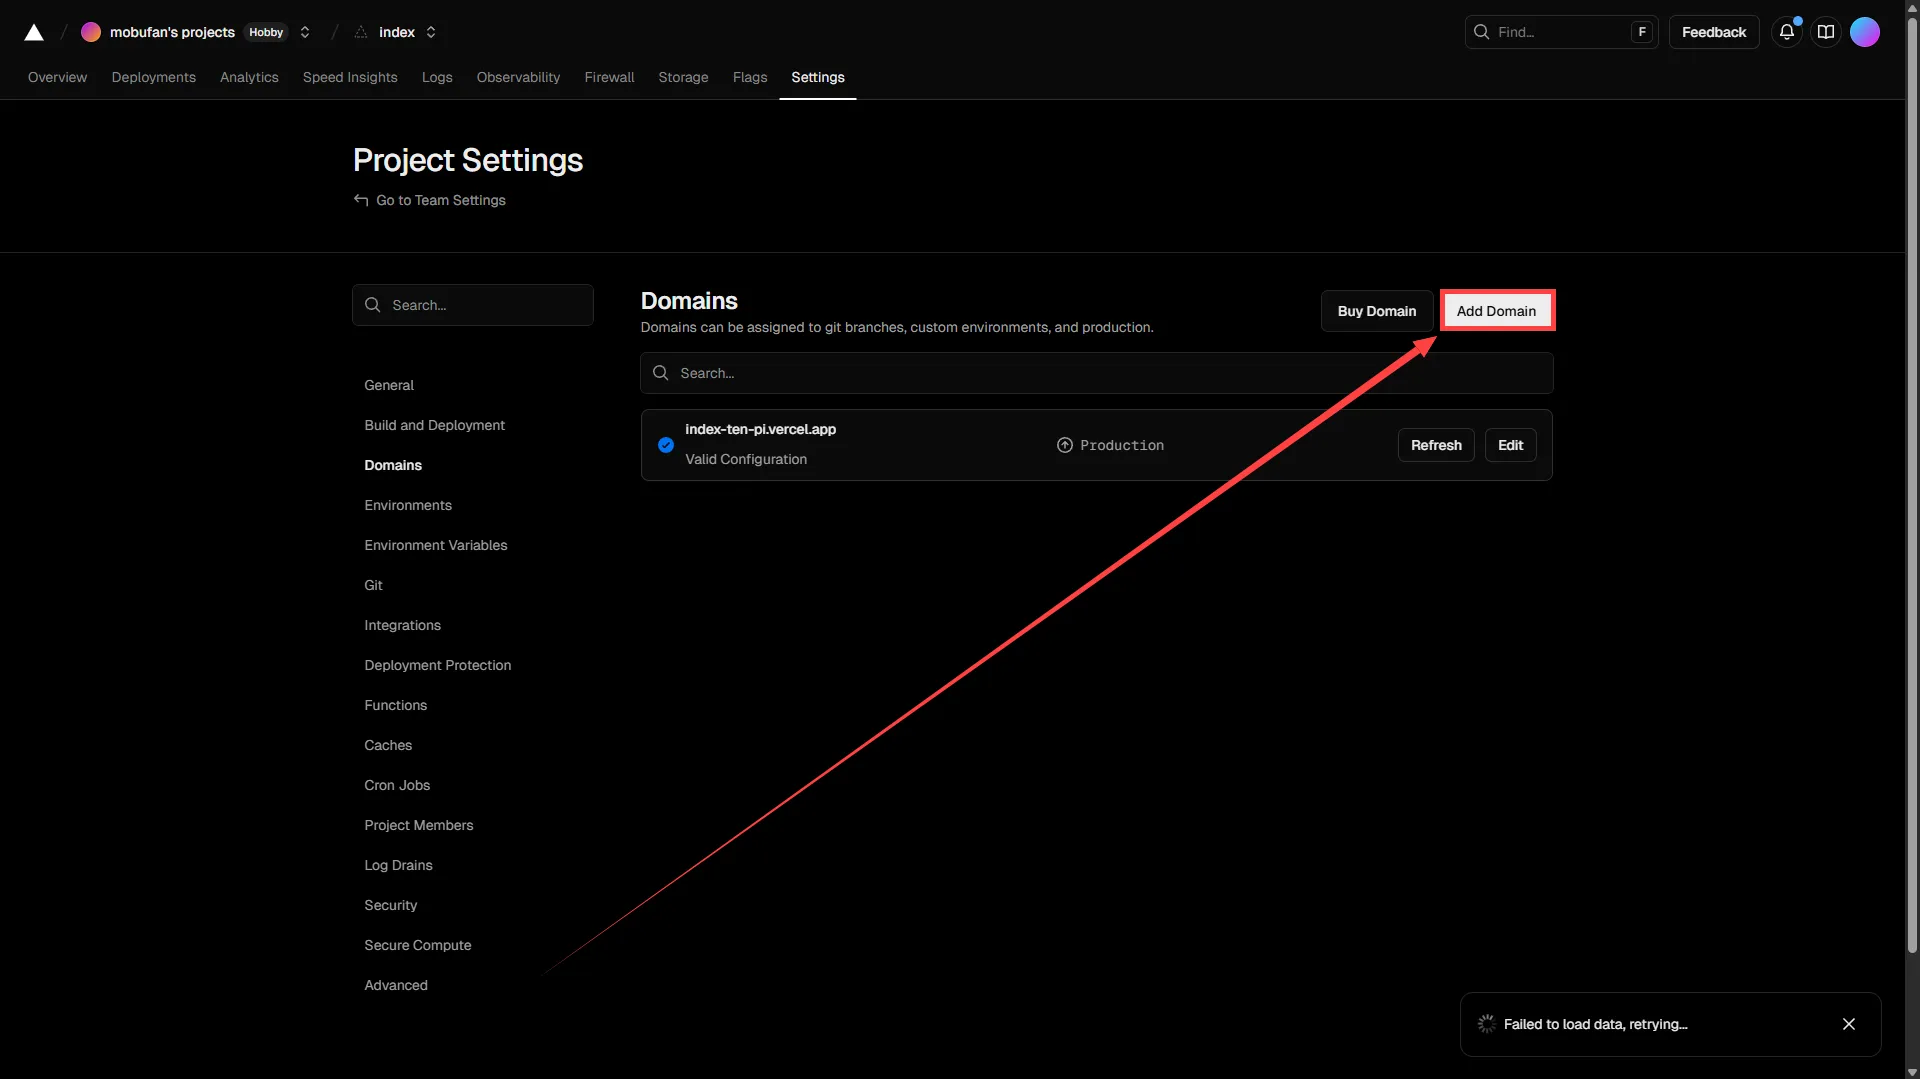 mobufan's projects Hobby index Find... F Feedback
Overview Deployments Analytics Speed Insights Logs Observability Firewall Storage Flags Settings
Project Settings
Go to Team Settings
Search...
General
Build and Deployment
Domains
Environments
Environment Variables
Git
Integrations
Deployment Protection
Functions
Caches
Cron Jobs
Project Members
Log Drains
Security
Secure Compute
Advanced
Domains
Domains can be assigned to git branches, custom environments, and production.
Buy Domain Add Domain
Search...
index-ten-pi.vercel.app
Valid Configuration
Production
Refresh Edit
Failed to load data, retrying...